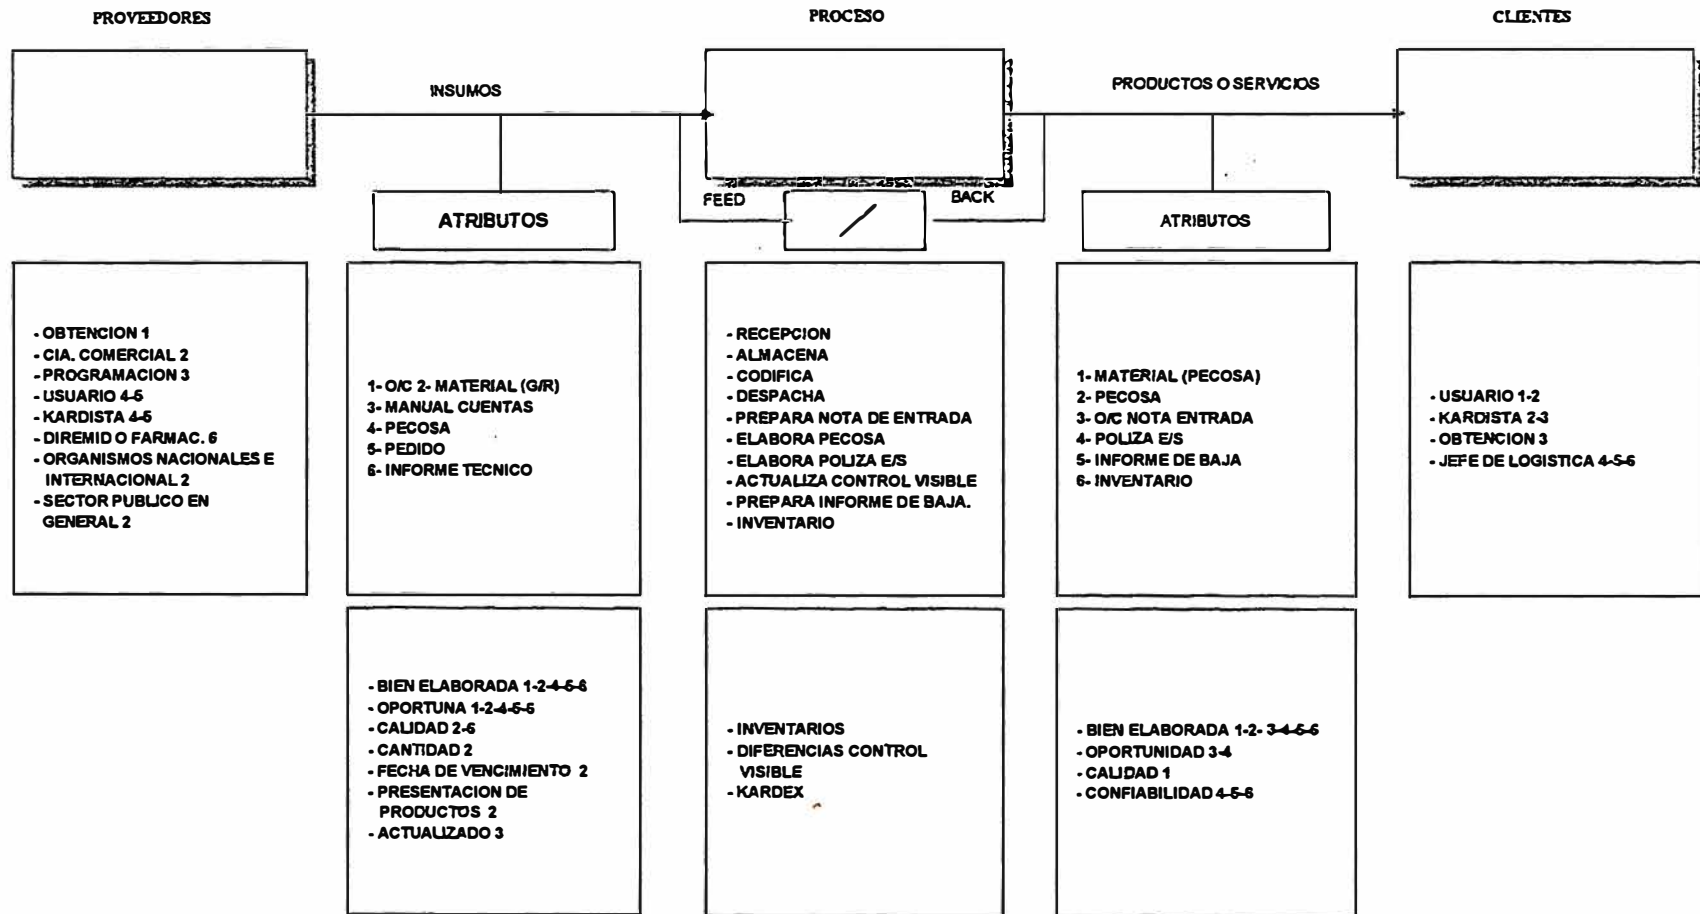 PROVEEDORES
PROCESO
CLIENTES
INSUMOS
PRODUCTOS O SERVICIOS
FEED
BACK
ATRIBUTOS
ATRIBUTOS
- OBTENCION 1
- CIA. COMERCIAL 2
- PROGRAMACION 3
- USUARIO 4-5
- KARDISTA 4-5
- DIREMID O FARMAC. 6
- ORGANISMOS NACIONALES E
INTERNACIONAL 2
- SECTOR PUBLICO EN
GENERAL 2
1- O/C 2- MATERIAL (G/R)
3- MANUAL CUENTAS
4- PECOSA
5- PEDIDO
6- INFORME TECNICO
- RECEPCION
- ALMACENA
- CODIFICA
- DESPACHA
- PREPARA NOTA DE ENTRADA
- ELABORA PECOSA
- ELABORA POLIZA E/S
- ACTUALIZA CONTROL VISIBLE
- PREPARA INFORME DE BAJA.
- INVENTARIO
1- MATERIAL (PECOSA)
2- PECOSA
3- O/C NOTA ENTRADA
4- POLIZA E/S
5- INFORME DE BAJA
6- INVENTARIO
- USUARIO 1-2
- KARDISTA 2-3
- OBTENCION 3
- JEFE DE LOGISTICA 4-5-6
- BIEN ELABORADA 1-2-4-5-6
- OPORTUNA 1-2-4-5-6
- CALIDAD 2-6
- CANTIDAD 2
- FECHA DE VENCIMIENTO 2
- PRESENTACION DE
PRODUCTOS 2
- ACTUALIZADO 3
- INVENTARIOS
- DIFERENCIAS CONTROL
VISIBLE
- KARDEX
- BIEN ELABORADA 1-2- 3-4-5-6
- OPORTUNIDAD 3-4
- CALIDAD 1
- CONFIABILIDAD 4-5-6